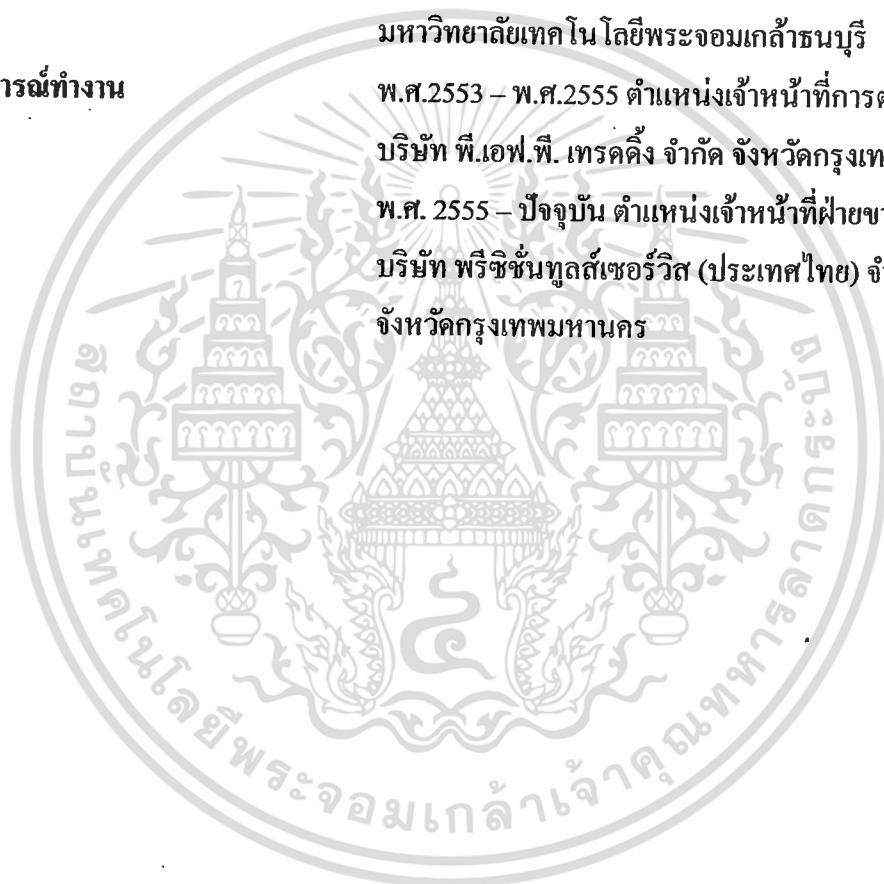 มหาวิทยาลัยเทคโนโลยีพระจอมเกล้าธนบุรี
ารณ์ทำงาน พ.ศ.2553 – พ.ศ.2555 ตำแหน่งเจ้าหน้าที่การต
บริษัท พี.เอฟ.พี. เทรดดิ้ง จำกัด จังหวัดกรุงเท
พ.ศ. 2555 – ปัจจุบัน ตำแหน่งเจ้าหน้าที่ฝ่ายขา
บริษัท พรีซิชั่นทูลส์เซอร์วิส (ประเทศไทย) จำ
จังหวัดกรุงเทพมหานคร
สถาบันเทคโนโลยีพระจอมเกล้าเจ้าคุณทหารลาดกระบัง